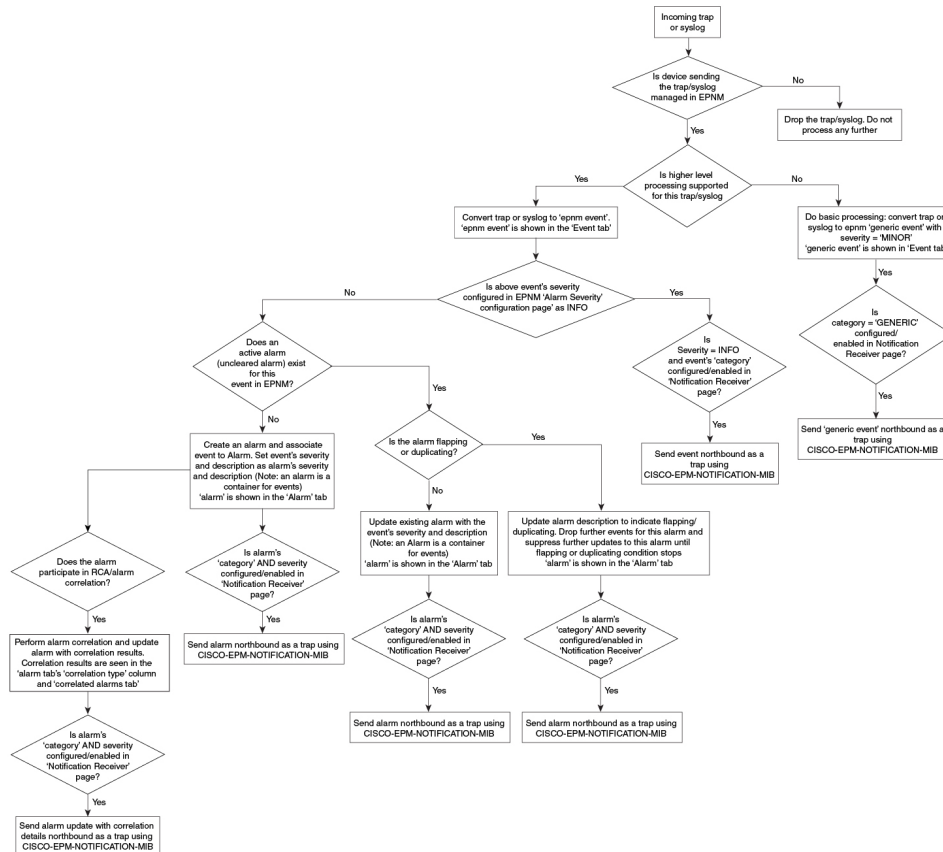 Incoming trap
or syslog
Is device sending
the trap/syslog
managed in EPNM
No
Drop the trap/syslog. Do not
process any further
Yes
Is higher level
processing supported
for this trap/syslog
Yes
No
Convert trap or syslog to ‘epnm event’.
‘epnm event’ is shown in the ‘Event tab’
Do basic processing: convert trap or
syslog to epnm ‘generic event’ with
severity = ‘MINOR’
‘generic event’ is shown in ‘Event tab
Yes
Is above event’s severity
configured in EPNM ‘Alarm Severity’
configuration page’ as INFO
No
Yes
Is
category = ‘GENERIC’
configured/
enabled in Notification
Receiver page?
Yes
Send ‘generic event’ northbound as a
trap using
CISCO-EPM-NOTIFICATION-MIB
Is
Severity = INFO
and event’s ‘category’
configured/enabled in
‘Notification Receiver’
page?
Yes
Send event northbound as a
trap using
CISCO-EPM-NOTIFICATION-MIB
Does an
active alarm
(uncleared alarm) exist
for this
event in EPNM?
Yes
No
Create an alarm and associate
event to Alarm. Set event’s severity
and description as alarm’s severity
and description (Note: an alarm is a
container for events)
‘alarm’ is shown in the ‘Alarm’ tab
Is the alarm flapping
or duplicating?
Yes
No
Update existing alarm with the
event’s severity and description
(Note: an Alarm is a container
for events)
‘alarm’ is shown in the ‘Alarm’ tab
Update alarm description to indicate flapping/
duplicating. Drop further events for this alarm and
suppress further updates to this alarm until
flapping or duplicating condition stops
‘alarm’ is shown in the ‘Alarm’ tab
Does the alarm
participate in RCA/alarm
correlation?
Yes
Is alarm’s
‘category’ AND severity
configured/enabled in
‘Notification Receiver’
page?
Yes
Send alarm northbound as a trap using
CISCO-EPM-NOTIFICATION-MIB
Is alarm’s
‘category’ AND severity
configured/enabled in
‘Notification Receiver’
page?
Yes
Send alarm northbound as a trap using
CISCO-EPM-NOTIFICATION-MIB
Is alarm’s
‘category’ AND severity
configured/enabled in
‘Notification Receiver’
page?
Yes
Send alarm northbound as a trap using
CISCO-EPM-NOTIFICATION-MIB
Perform alarm correlation and update
alarm with correlation results.
Correlation results are seen in the
‘alarm tab’s ‘correlation type’ column
and ‘correlated alarms tab’
Is alarm’s
‘category’ AND severity
configured/enabled in
‘Notification Receiver’
page?
Yes
Send alarm update with correlation
details northbound as a trap using
CISCO-EPM-NOTIFICATION-MIB